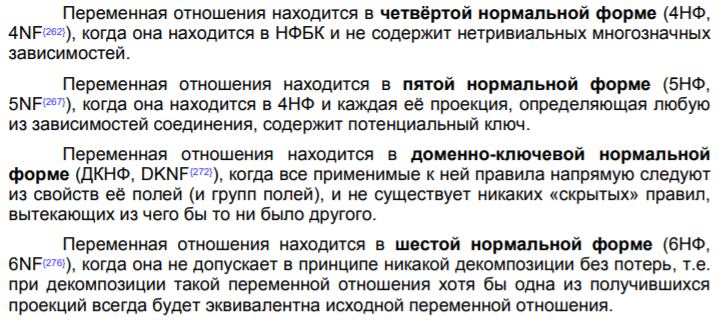 Переменная отношения находится в четвёртой нормальной форме (4НФ,
4NF{262}), когда она находится в НФБК и не содержит нетривиальных многозначных
зависимостей.
Переменная отношения находится в пятой нормальной форме (5НФ,
5NF{267}), когда она находится в 4НФ и каждая её проекция, определяющая любую
из зависимостей соединения, содержит потенциальный ключ.
Переменная отношения находится в доменно-ключевой нормальной
форме (ДКНФ, DKNF{272}), когда все применимые к ней правила напрямую следуют
из свойств её полей (и групп полей), и не существует никаких «скрытых» правил,
вытекающих из чего бы то ни было другого.
Переменная отношения находится в шестой нормальной форме (6НФ,
6NF{276}), когда она не допускает в принципе никакой декомпозиции без потерь, т.е.
при декомпозиции такой переменной отношения хотя бы одна из получившихся
проекций всегда будет эквивалентна исходной переменной отношения.